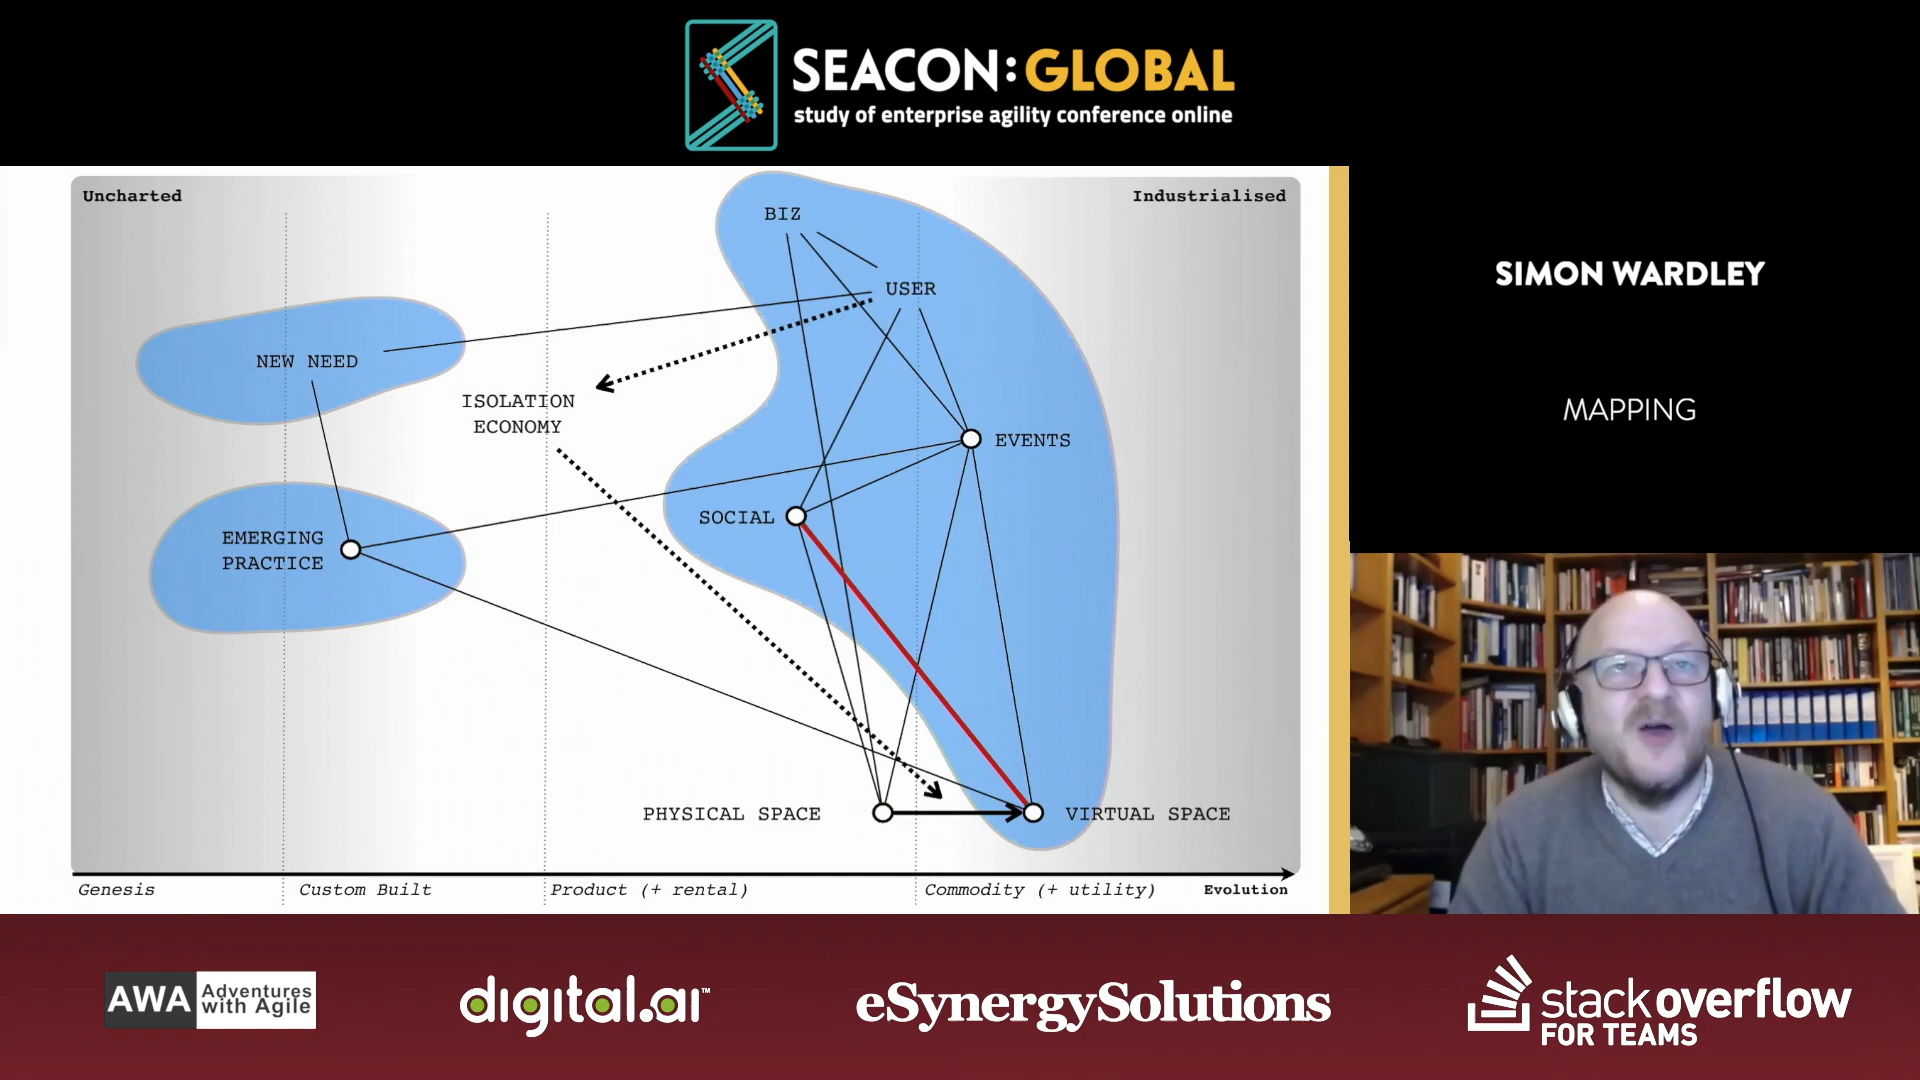 SEACON:GLOBAL
study of enterprise agility conference online
Uncharted
Industrialised
BIZ
USER
NEW NEED
ISOLATION
ECONOMY
EVENTS
SOCIAL
EMERGING
PRACTICE
PHYSICAL SPACE
VIRTUAL SPACE
Genesis
Custom Built
Product (+ rental)
Commodity (+ utility)
Evolution
SIMON WARDLEY
MAPPING
AWA Adventures
with Agile
digital.ai™
eSynergySolutions
stackoverflow
FOR TEAMS